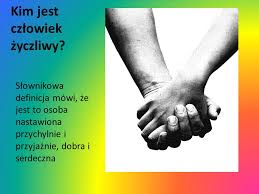 Kim jest
człowiek
życzliwy?
Słownikowa
definicja mówi, że
jest to osoba
nastawiona
przychylnie i
przyjaźnie, dobra i
serdeczna